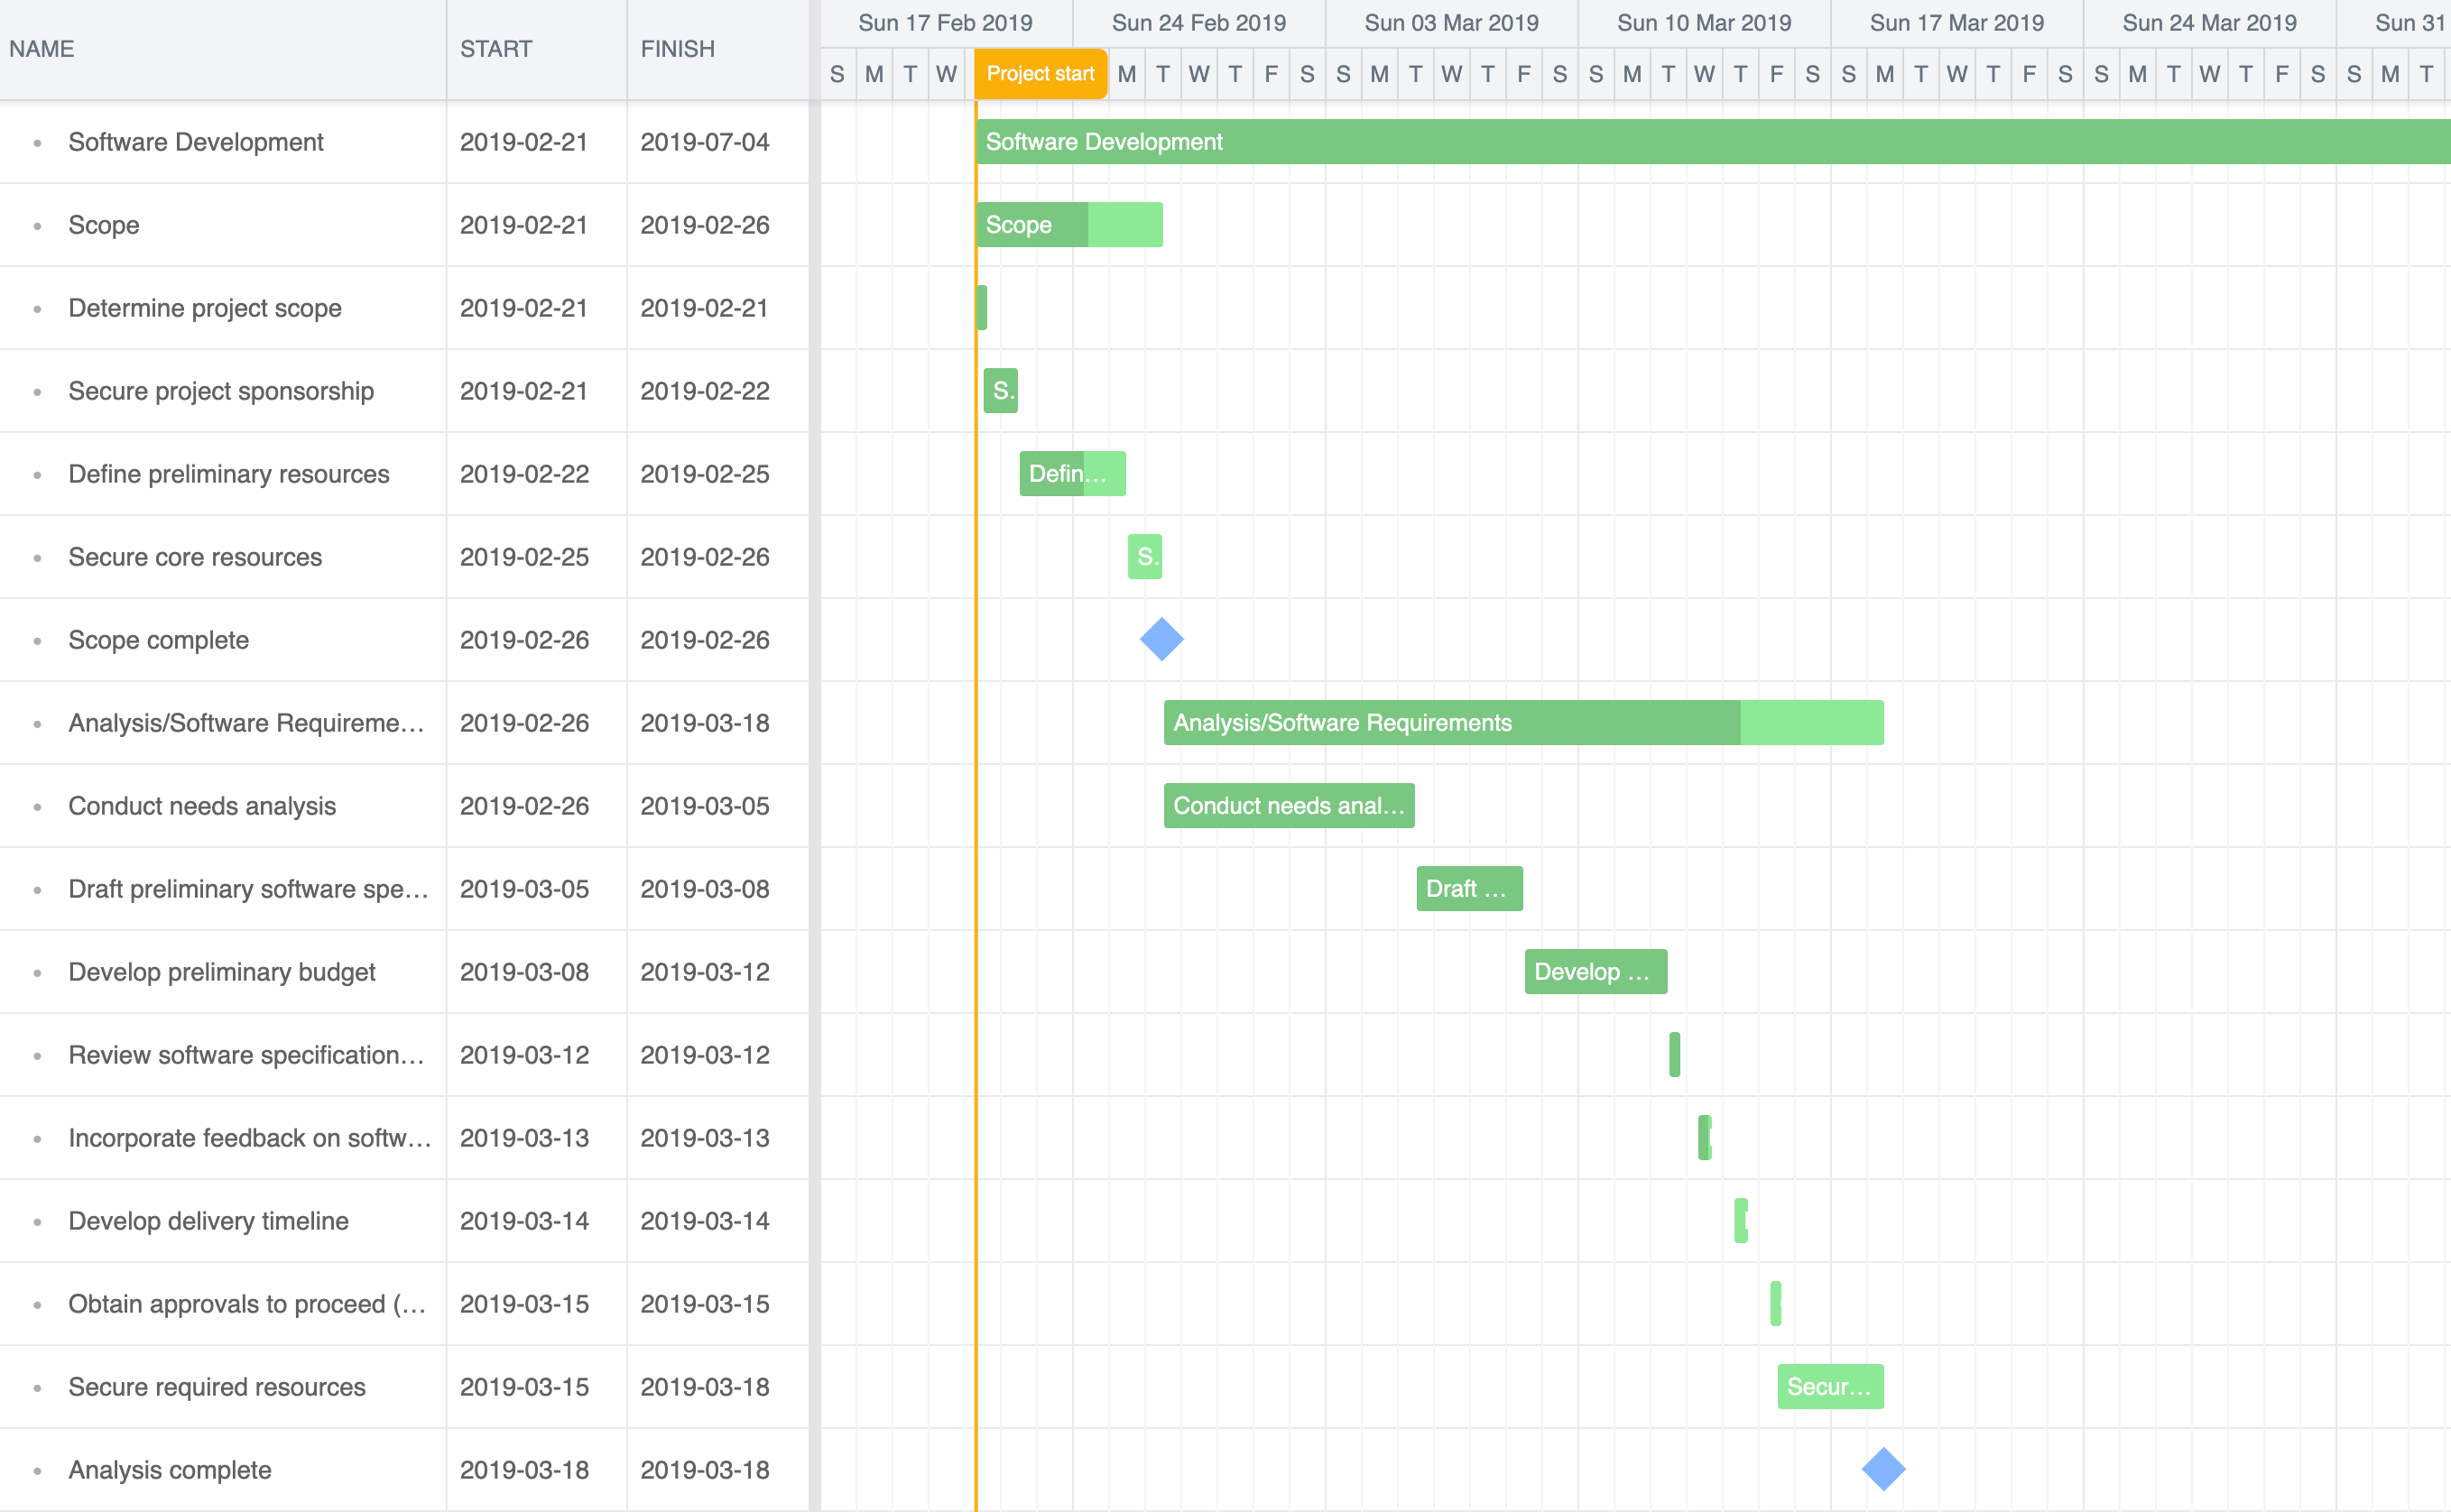 NAME START FINISH
Sun 17 Feb 2019 Sun 24 Feb 2019 Sun 03 Mar 2019 Sun 10 Mar 2019 Sun 17 Mar 2019 Sun 24 Mar 2019 Sun 31
S M T W Project start M T W T F S S M T W T F S S M T W T F S S M T W T F S S M T W T F S S M T
Software Development 2019-02-21 2019-07-04 Software Development
Scope 2019-02-21 2019-02-26 Scope
Determine project scope 2019-02-21 2019-02-21
Secure project sponsorship 2019-02-21 2019-02-22 S.
Define preliminary resources 2019-02-22 2019-02-25 Defin…
Secure core resources 2019-02-25 2019-02-26 S.
Scope complete 2019-02-26 2019-02-26
Analysis/Software Requireme… 2019-02-26 2019-03-18 Analysis/Software Requirements
Conduct needs analysis 2019-02-26 2019-03-05 Conduct needs anal…
Draft preliminary software spe… 2019-03-05 2019-03-08 Draft …
Develop preliminary budget 2019-03-08 2019-03-12 Develop …
Review software specification… 2019-03-12 2019-03-12
Incorporate feedback on softw… 2019-03-13 2019-03-13
Develop delivery timeline 2019-03-14 2019-03-14
Obtain approvals to proceed (… 2019-03-15 2019-03-15
Secure required resources 2019-03-15 2019-03-18 Secur…
Analysis complete 2019-03-18 2019-03-18